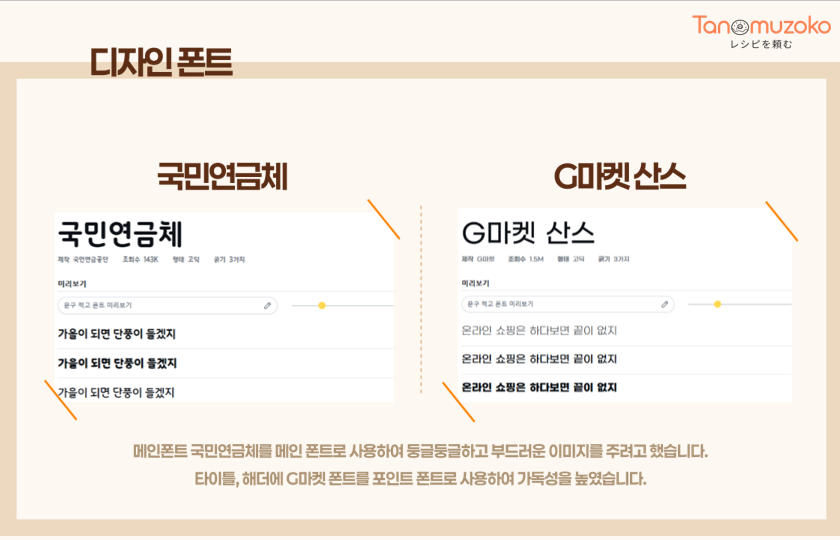 Tanomuzoko
レシピを頼む
디자인 폰트
국민연금체
국민연금체
제작 국민연금공단 조회수 143K 형태 고딕 굵기 3가지
미리보기
문구 적고 폰트 미리보기
가을이 되면 단풍이 들겠지
가을이 되면 단풍이 들겠지
가을이 되면 단풍이 들겠지
G마켓 산스
G마켓 산스
제작 G마켓 조회수 1.5M 형태 고딕 굵기 3가지
미리보기
문구 적고 폰트 미리보기
온라인 쇼핑은 하다보면 끝이 없지
온라인 쇼핑은 하다보면 끝이 없지
온라인 쇼핑은 하다보면 끝이 없지
메인폰트 국민연금체를 메인 폰트로 사용하여 둥글둥글하고 부드러운 이미지를 주려고 했습니다.
타이틀, 해더에 G마켓 폰트를 포인트 폰트로 사용하여 가독성을 높였습니다.